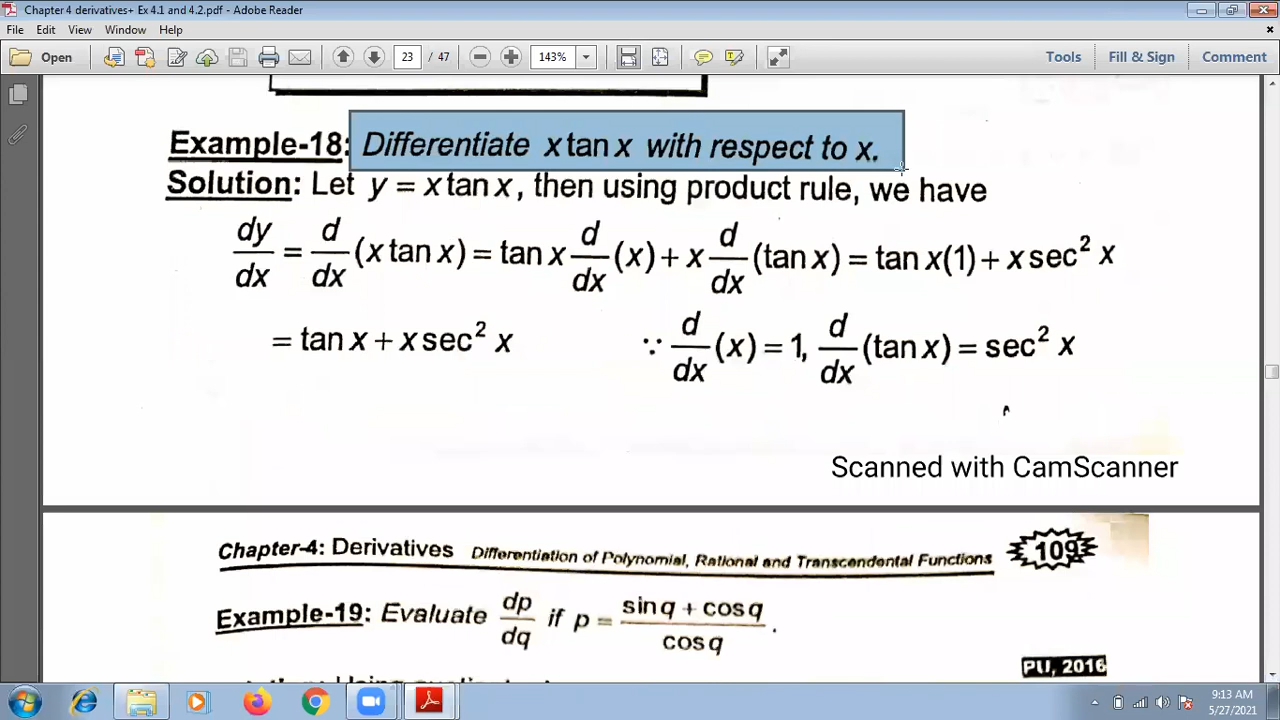 Chapter 4 derivatives+ Ex 4.1 and 4.2.pdf - Adobe Reader
File Edit View Window Help
Open 23 / 47 143% Tools Fill & Sign Comment
Example-18: Differentiate x tan x with respect to x.
Solution: Let y = x tan x, then using product rule, we have
dy/dx = d/dx (x tan x) = tan x d/dx (x) + x d/dx (tan x) = tan x(1) + x sec² x
= tan x + x sec² x ∵ d/dx (x) = 1, d/dx (tan x) = sec² x
Scanned with CamScanner
Chapter-4: Derivatives Differentiation of Polynomial, Rational and Transcendental Functions 109
Example-19: Evaluate dp/dq if p = sin q + cos q / cos q .
PU, 2016
9:13 AM
5/27/2021